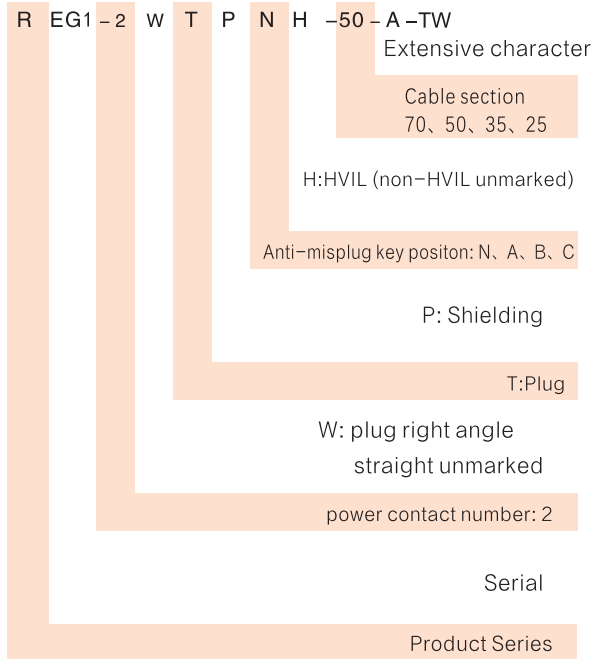 R EG1 - 2 W T P N H -50 - A -TW
Extensive character
Cable section
70、50、35、25
H:HVIL (non-HVIL unmarked)
Anti-misplug key positon: N、A、B、C
P: Shielding
T:Plug
W: plug right angle
straight unmarked
power contact number: 2
Serial
Product Series